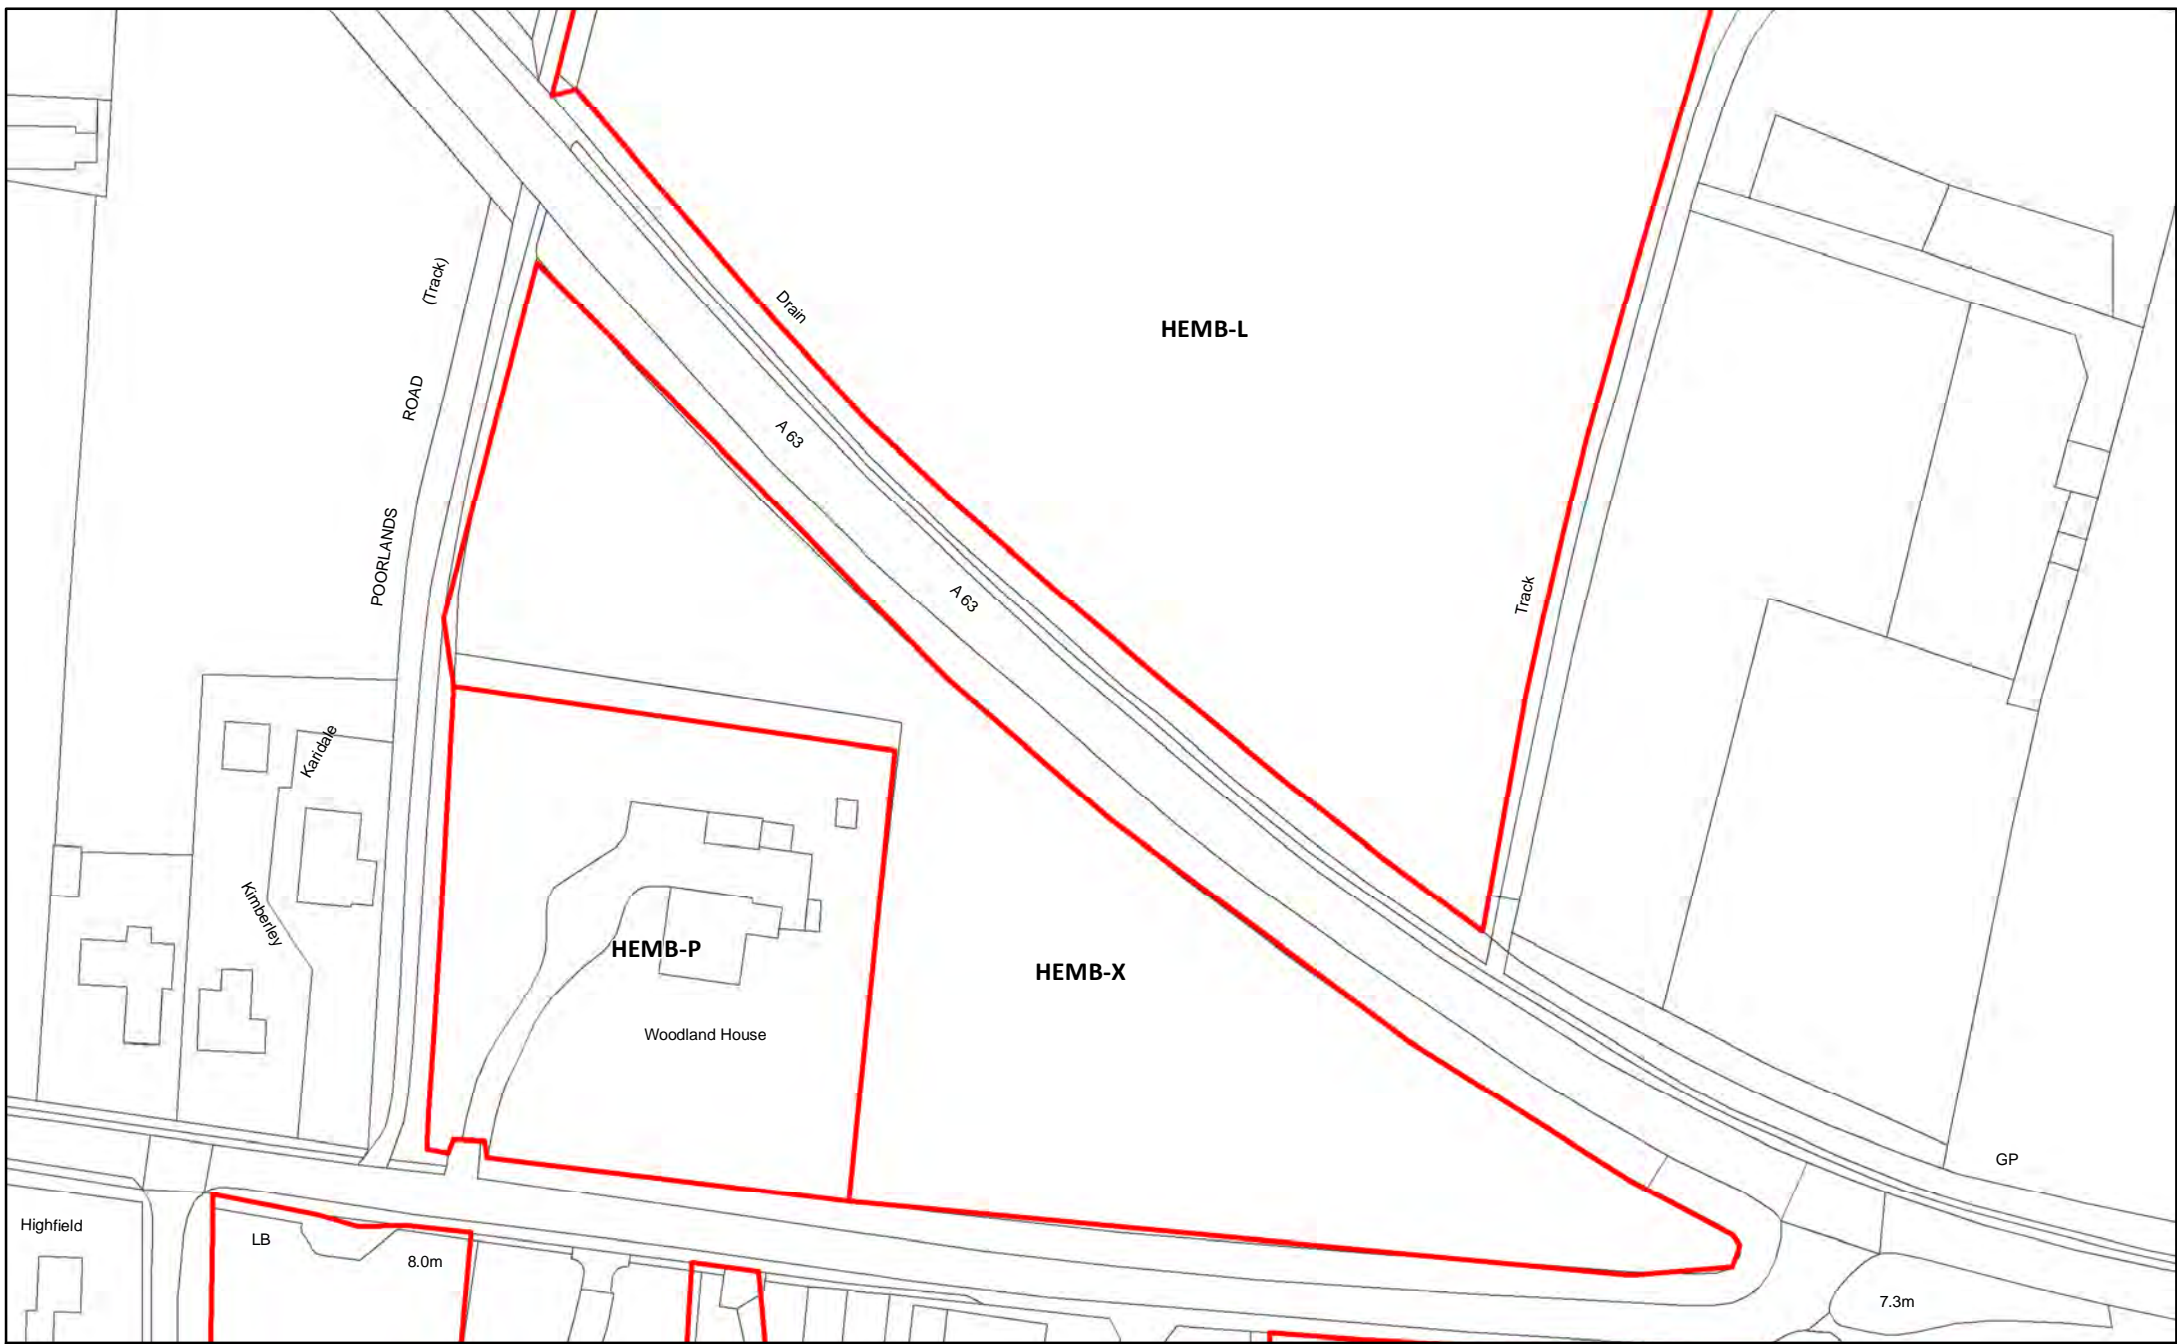 (Track)
Drain
HEMB-L
ROAD
A 63
POORLANDS
A 63
Track
Karidale
Kimberley
HEMB-P
HEMB-X
Woodland House
GP
Highfield
LB
8.0m
7.3m